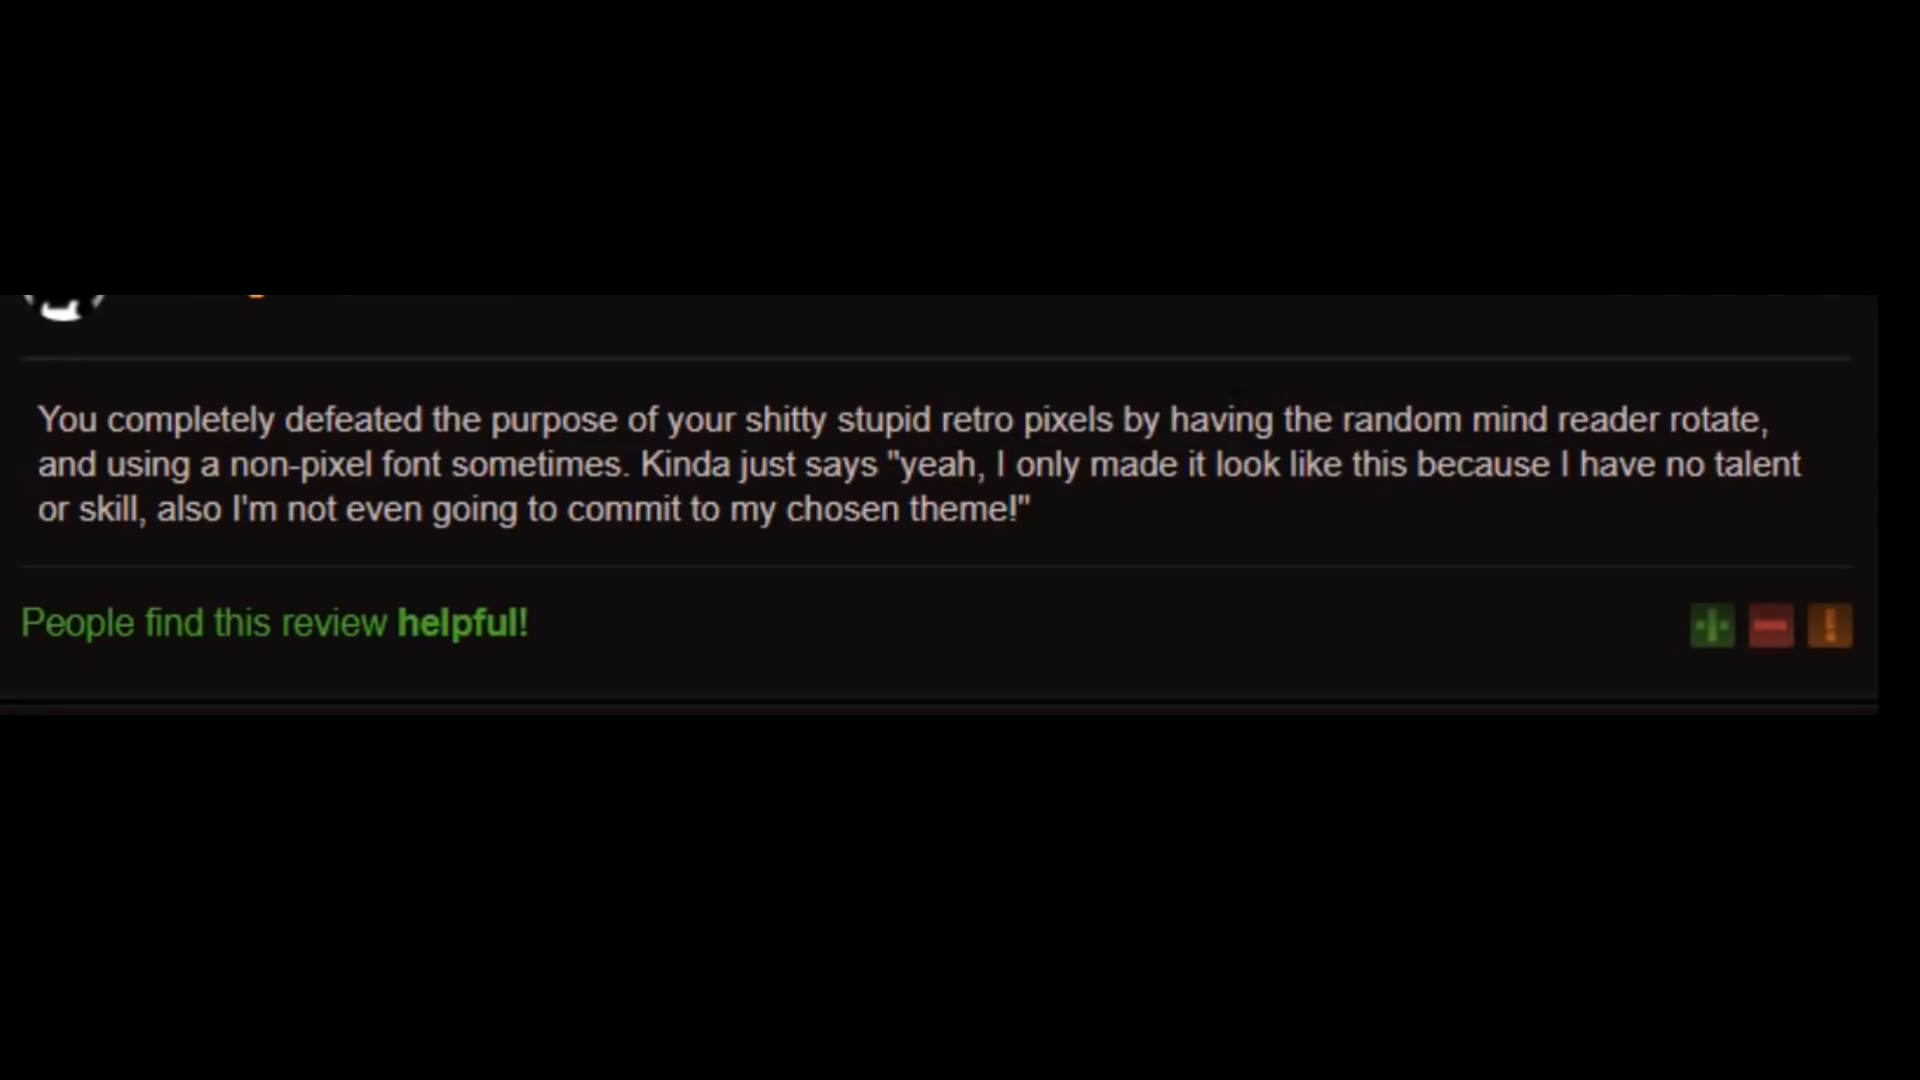 You completely defeated the purpose of your shitty stupid retro pixels by having the random mind reader rotate,
and using a non-pixel font sometimes. Kinda just says "yeah, I only made it look like this because I have no talent
or skill, also I'm not even going to commit to my chosen theme!"
People find this review helpful!